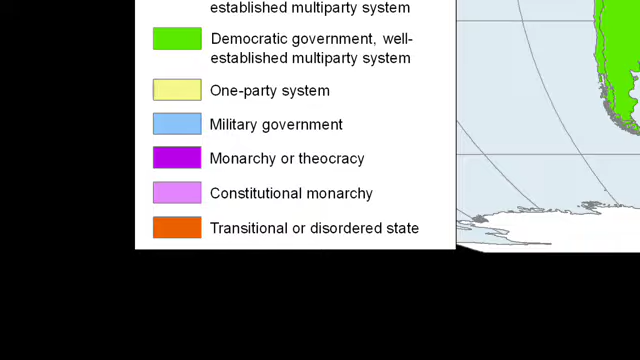 established multiparty system
Democratic government, well-
established multiparty system
One-party system
Military government
Monarchy or theocracy
Constitutional monarchy
Transitional or disordered state